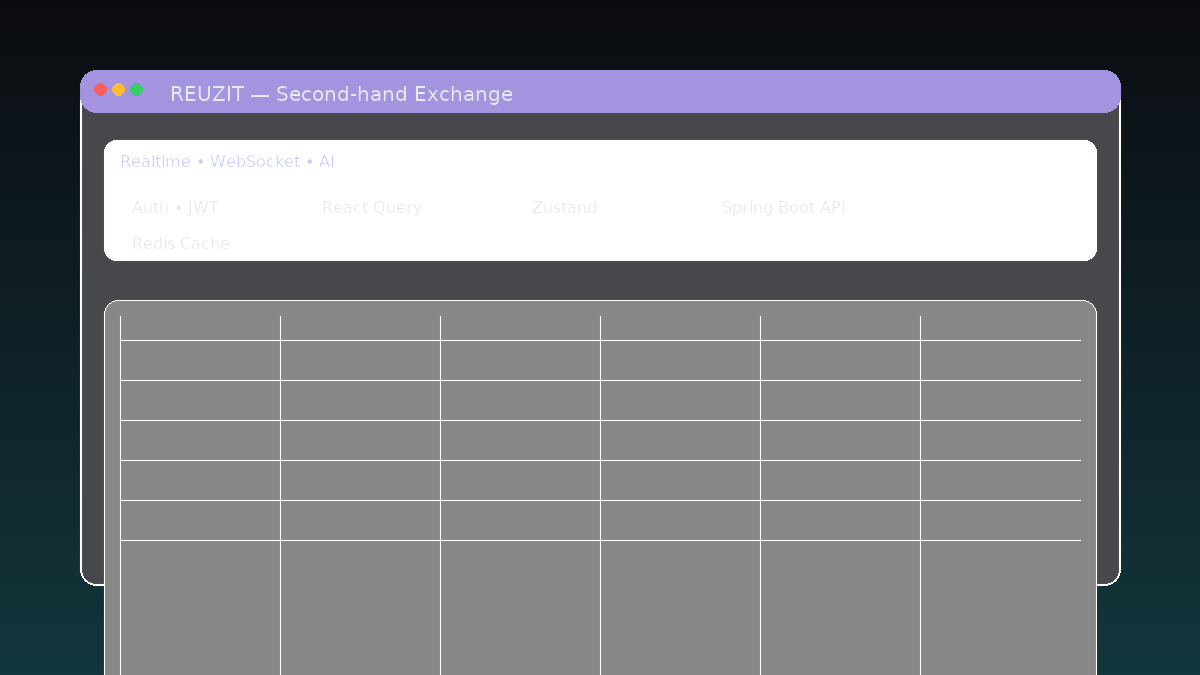 REUZIT — Second-hand Exchange
Realtime • WebSocket • AI
Auth • JWT React Query Zustand Spring Boot API
Redis Cache